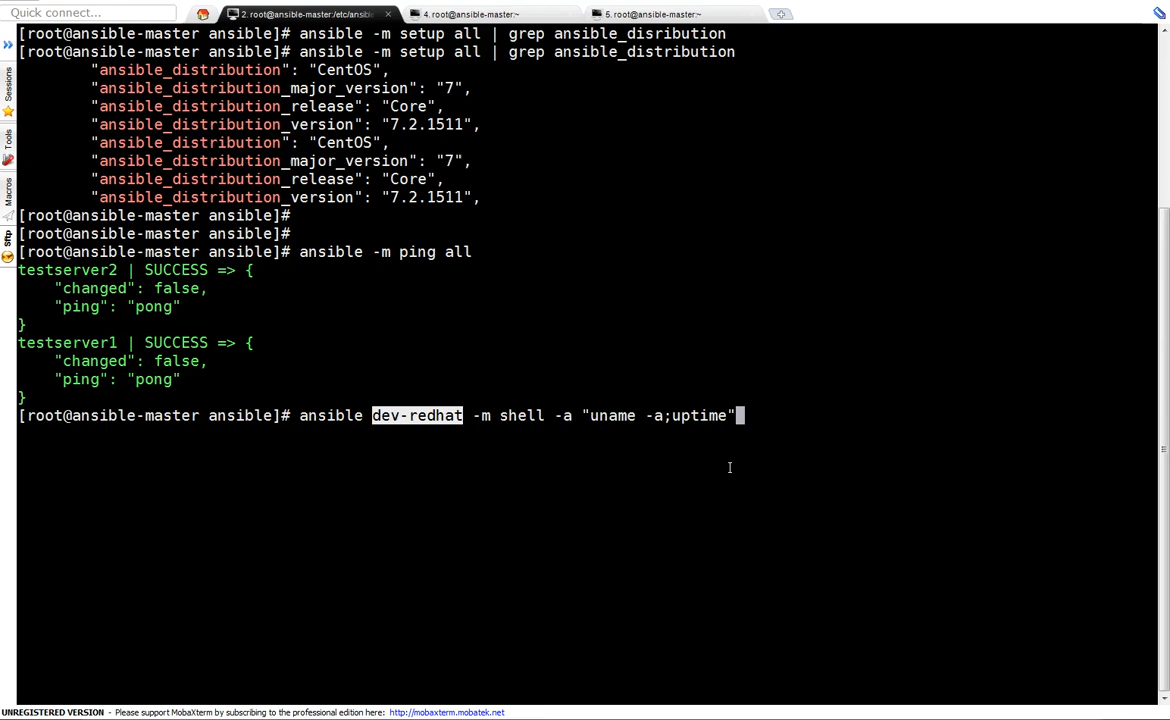 Quick connect...
2. root@ansible-master:/etc/ansible
4. root@ansible-master:~
5. root@ansible-master:~
Sessions
Tools
Macros
Sftp
[root@ansible-master ansible]# ansible -m setup all | grep ansible_disribution
[root@ansible-master ansible]# ansible -m setup all | grep ansible_distribution
"ansible_distribution": "CentOS",
"ansible_distribution_major_version": "7",
"ansible_distribution_release": "Core",
"ansible_distribution_version": "7.2.1511",
"ansible_distribution": "CentOS",
"ansible_distribution_major_version": "7",
"ansible_distribution_release": "Core",
"ansible_distribution_version": "7.2.1511",
[root@ansible-master ansible]#
[root@ansible-master ansible]#
[root@ansible-master ansible]# ansible -m ping all
testserver2 | SUCCESS => {
"changed": false,
"ping": "pong"
}
testserver1 | SUCCESS => {
"changed": false,
"ping": "pong"
}
[root@ansible-master ansible]# ansible dev-redhat -m shell -a "uname -a;uptime"
UNREGISTERED VERSION - Please support MobaXterm by subscribing to the professional edition here: http://mobaxterm.mobatek.net